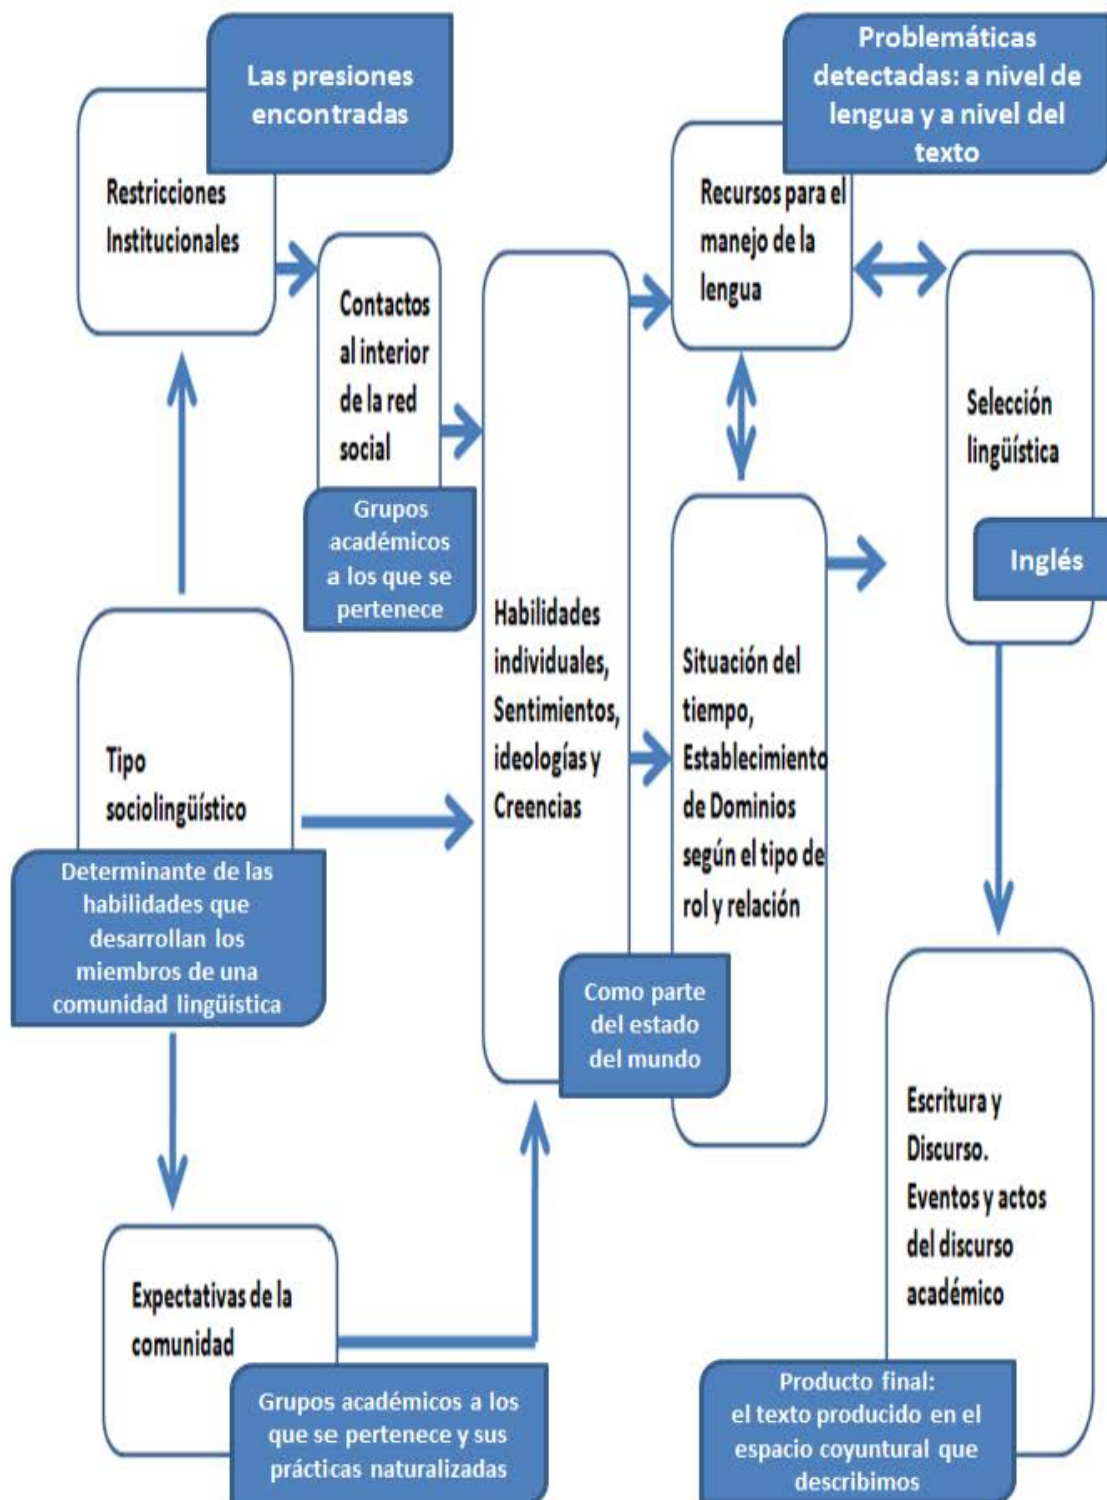 Las presiones
encontradas
Restricciones
Institucionales
Contactos
al interior
de la red
social
Grupos
académicos
a los que se
pertenece
Tipo
sociolingüístico
Determinante de las
habilidades que
desarrollan los
miembros de una
comunidad lingüística
Expectativas de la
comunidad
Grupos académicos a los
que se pertenece y sus
prácticas naturalizadas
Habilidades
individuales,
Sentimientos,
ideologías y
Creencias
Como parte
del estado
del mundo
Problemáticas
detectadas: a nivel de
lengua y a nivel del
texto
Recursos para el
manejo de la
lengua
Situación del
tiempo,
Establecimiento
de Dominios
según el tipo de
rol y relación
Selección
lingüística
Inglés
Escritura y
Discurso.
Eventos y actos
del discurso
académico
Producto final:
el texto producido en el
espacio coyuntural que
describimos